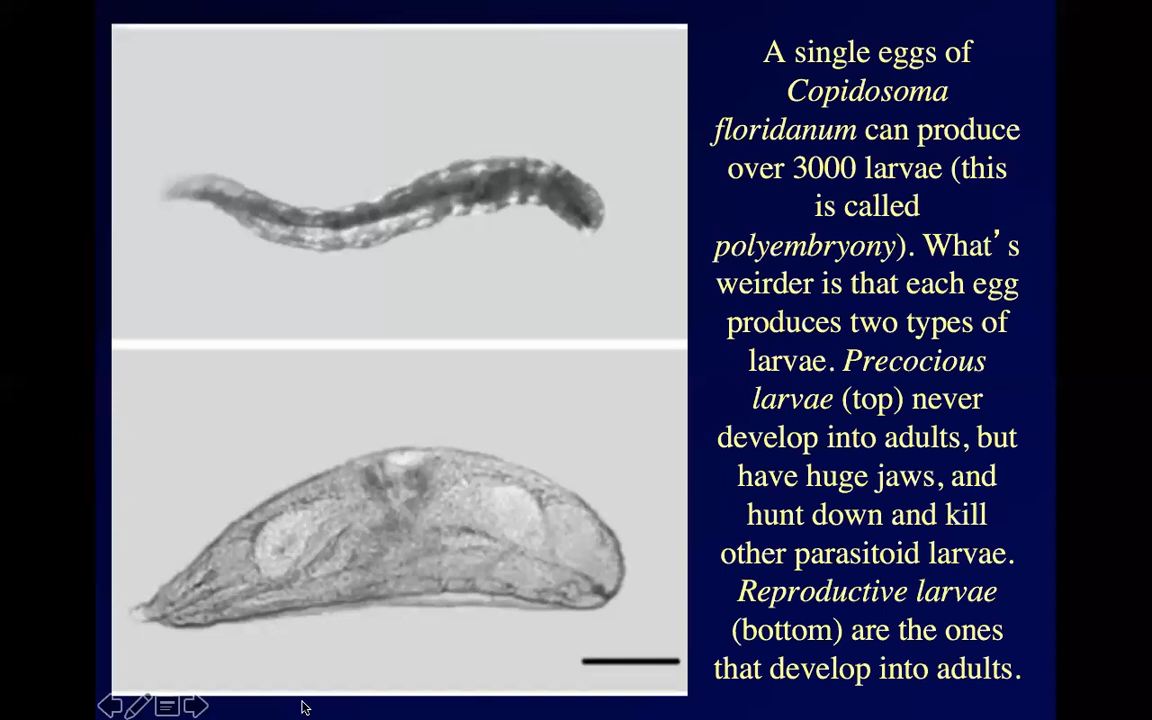 A single eggs of
Copidosoma
floridanum can produce
over 3000 larvae (this
is called
polyembryony). What’s
weirder is that each egg
produces two types of
larvae. Precocious
larvae (top) never
develop into adults, but
have huge jaws, and
hunt down and kill
other parasitoid larvae.
Reproductive larvae
(bottom) are the ones
that develop into adults.